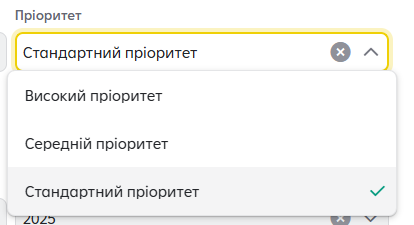 Пріоритет
Стандартний пріоритет
Високий пріоритет
Середній пріоритет
Стандартний пріоритет
2025